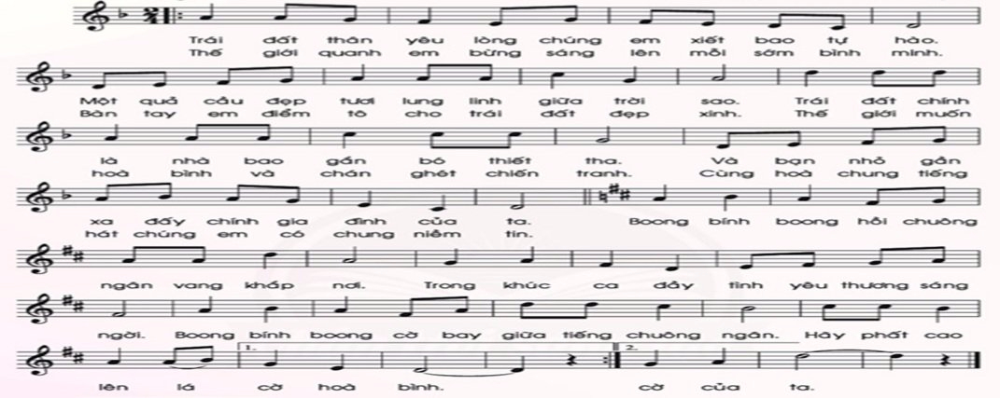 Trái đất thân yêu lòng chúng em xiết bao tự hào.
Thế giới quanh em bừng sáng lên mỗi sớm bình minh.
Một quả cầu đẹp tươi lung linh giữa trời sao. Trái đất chính
Bàn tay em điểm tô cho trái đất đẹp xinh. Thế giới muốn
là nhà bao gắn bó thiết tha. Và bạn nhỏ gần
hoà bình và chán ghét chiến tranh. Cùng hoà chung tiếng
xa đấy chính gia đình của ta. Boong bính boong hồi chuông
hát chúng em có chung niềm tin.
ngân vang khắp nơi. Trong khúc ca đầy tình yêu thương sáng
ngời. Boong bính boong cờ bay giữa tiếng chuông ngân. Hãy phất cao
1. 2.
lên lá cờ hoà bình. cờ của ta.